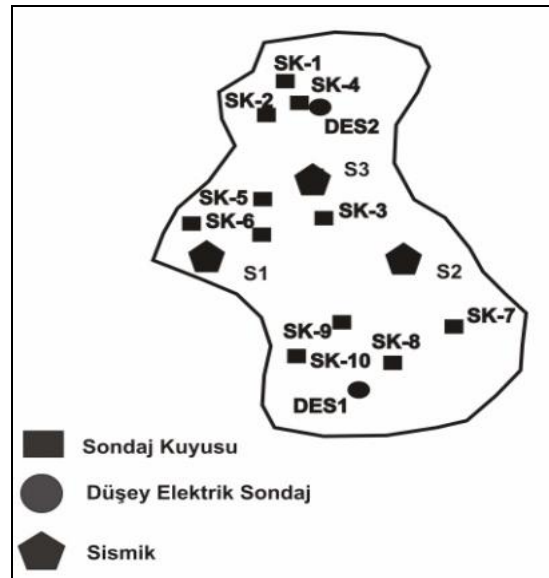 SK-1
SK-4
SK-2
DES2
S3
SK-5
SK-3
SK-6
S1
S2
SK-7
SK-9
SK-8
SK-10
DES1
Sondaj Kuyusu
Düşey Elektrik Sondaj
Sismik